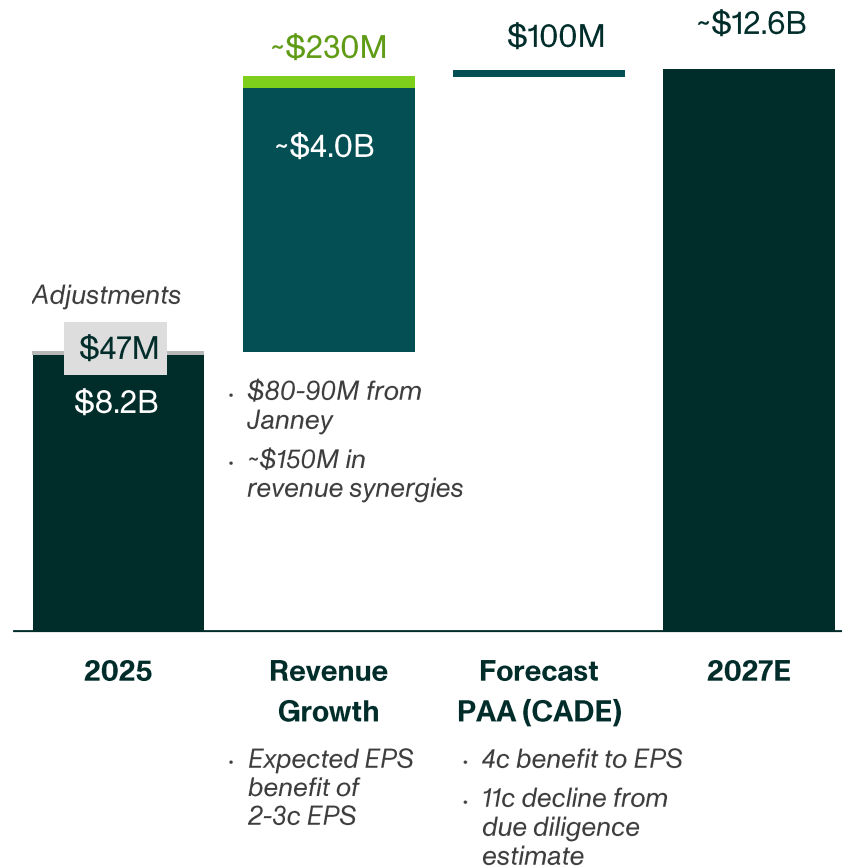 ~$230M
$100M
~$12.6B
~$4.0B
Adjustments
$47M
$8.2B
· $80-90M from
Janney
· ~$150M in
revenue synergies
2025
Revenue
Growth
Forecast
PAA (CADE)
2027E
· Expected EPS
benefit of
2-3c EPS
· 4c benefit to EPS
· 11c decline from
due diligence
estimate